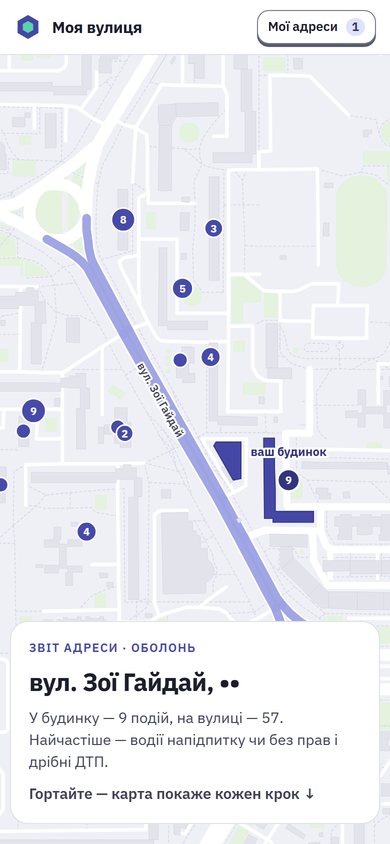 Моя вулиця
Мої адреси 1
8
3
5
4
вул. Зої Гайдай
9
2
ваш будинок
9
4
ЗВІТ АДРЕСИ · ОБОЛОНЬ
вул. Зої Гайдай, ••
У будинку — 9 подій, на вулиці — 57.
Найчастіше — водії напідпитку чи без прав і
дрібні ДТП.
Гортайте — карта покаже кожен крок ↓